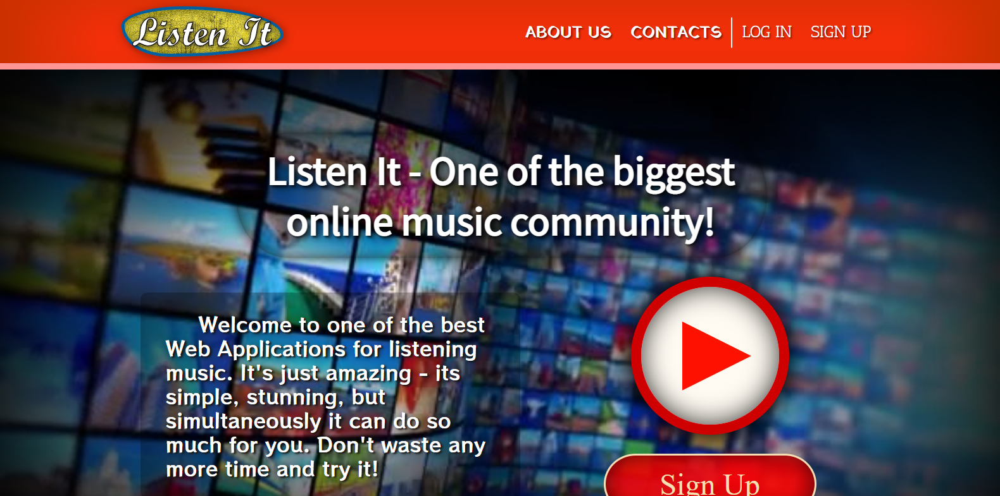 Listen It
ABOUT US CONTACTS LOG IN SIGN UP
Listen It - One of the biggest
online music community!
Welcome to one of the best
Web Applications for listening
music. It's just amazing - its
simple, stunning, but
simultaneously it can do so
much for you. Don't waste any
more time and try it!
Sign Up